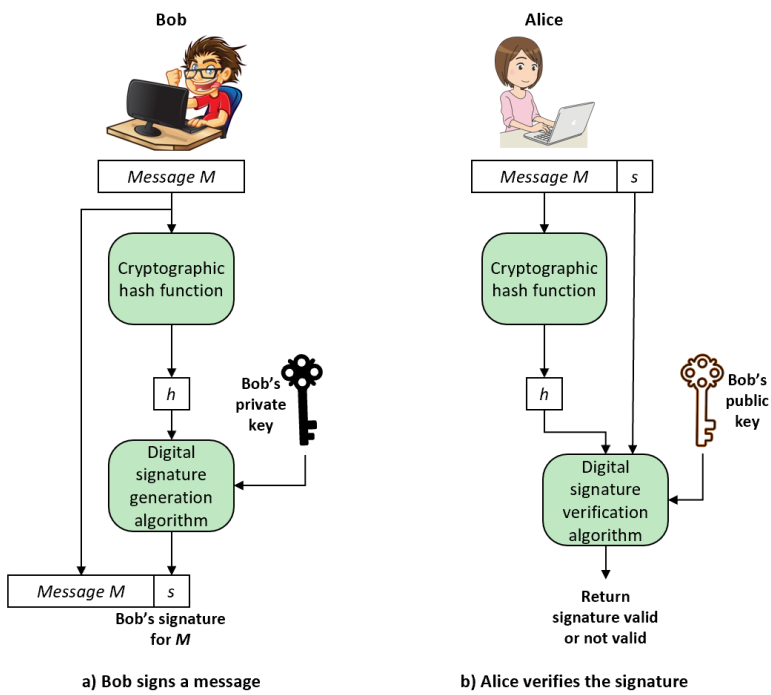 Bob
Message M
Cryptographic
hash function
h
Bob's
private
key
Digital
signature
generation
algorithm
Message M
s
Bob's signature
for M
a) Bob signs a message
Alice
Message M
s
Cryptographic
hash function
h
Bob's
public
key
Digital
signature
verification
algorithm
Return
signature valid
or not valid
b) Alice verifies the signature